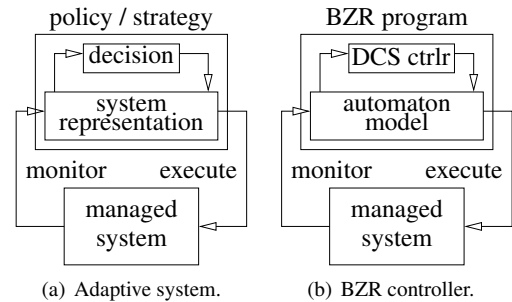 policy / strategy
decision
system
representation
monitor execute
managed
system
(a) Adaptive system.
BZR program
DCS ctrlr
automaton
model
monitor execute
managed
system
(b) BZR controller.